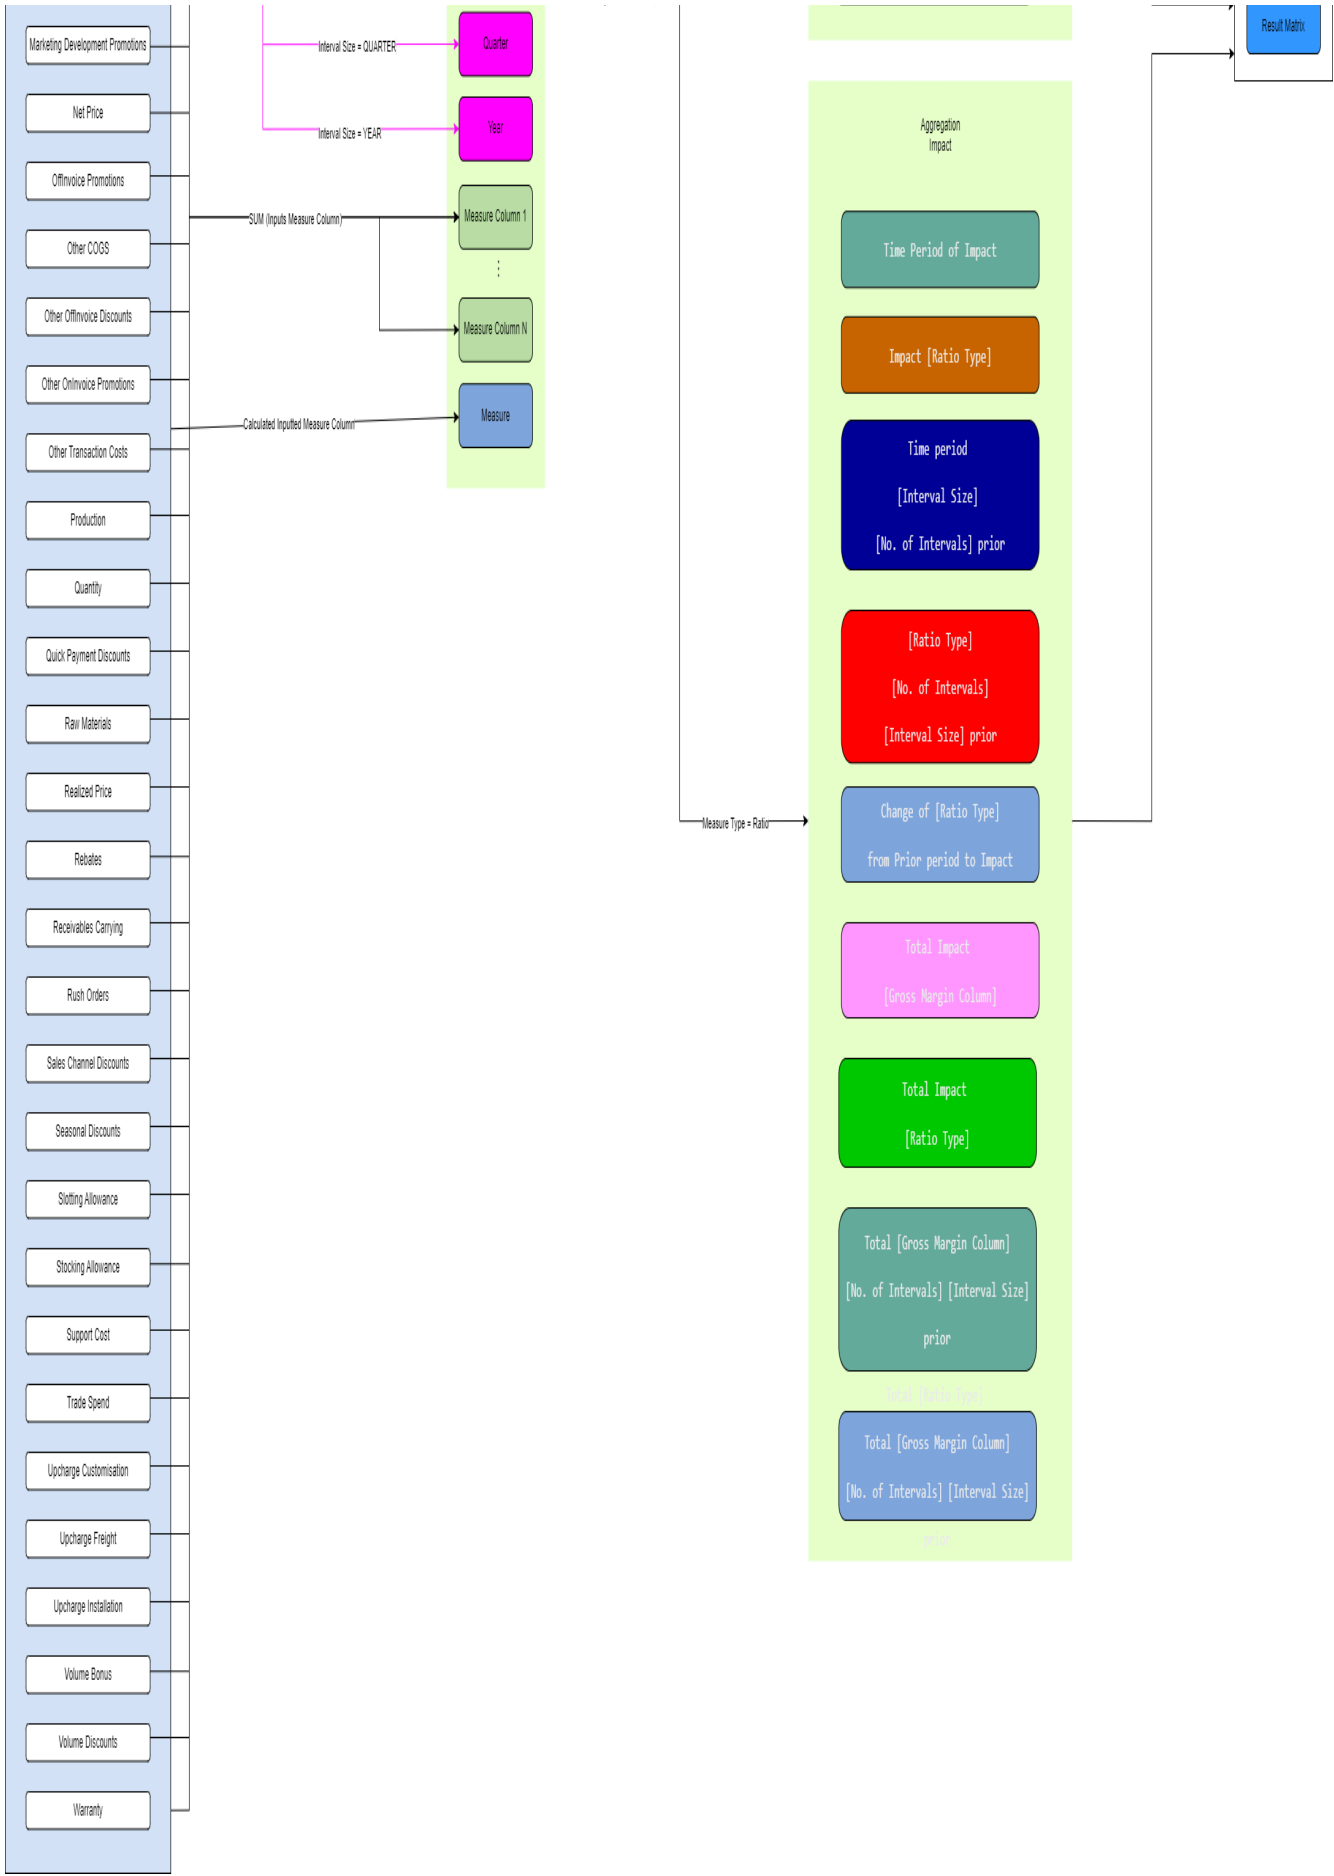 Marketing Development Promotions
Net Price
OffInvoice Promotions
Other COGS
Other OffInvoice Discounts
Other OnInvoice Promotions
Other Transaction Costs
Production
Quantity
Quick Payment Discounts
Raw Materials
Realized Price
Rebates
Receivables Carrying
Rush Orders
Sales Channel Discounts
Seasonal Discounts
Slotting Allowance
Stocking Allowance
Support Cost
Trade Spend
Upcharge Customisation
Upcharge Freight
Upcharge Installation
Volume Bonus
Volume Discounts
Warranty
Interval Size = QUARTER
Interval Size = YEAR
SUM (Inputs Measure Column)
Calculated Inputted Measure Column
Quarter
Year
Measure Column 1
⋮
Measure Column N
Measure
Measure Type = Ratio
Aggregation
Impact
Time Period of Impact
Impact [Ratio Type]
Time period
[Interval Size]
[No. of Intervals] prior
[Ratio Type]
[No. of Intervals]
[Interval Size] prior
Change of [Ratio Type]
from Prior period to Impact
Total Impact
[Gross Margin Column]
Total Impact
[Ratio Type]
Total [Gross Margin Column]
[No. of Intervals] [Interval Size]
prior
Total [Ratio Type]
Total [Gross Margin Column]
[No. of Intervals] [Interval Size]
prior
Result Matrix